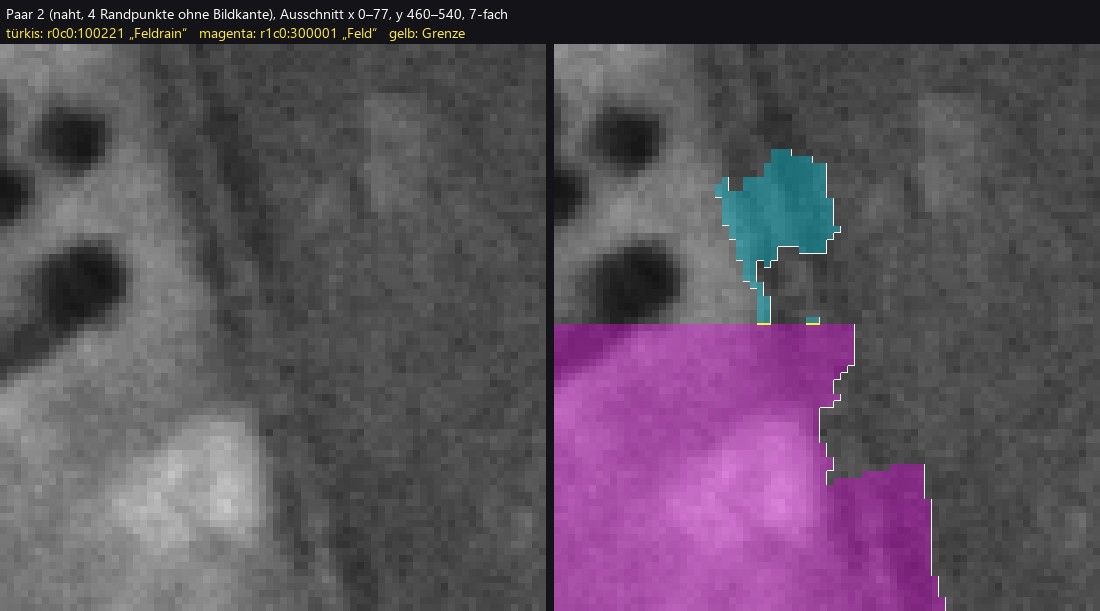 Paar 2 (naht, 4 Randpunkte ohne Bildkante), Ausschnitt x 0–77, y 460–540, 7-fach
türkis: r0c0:100221 „Feldrain“ magenta: r1c0:300001 „Feld“ gelb: Grenze